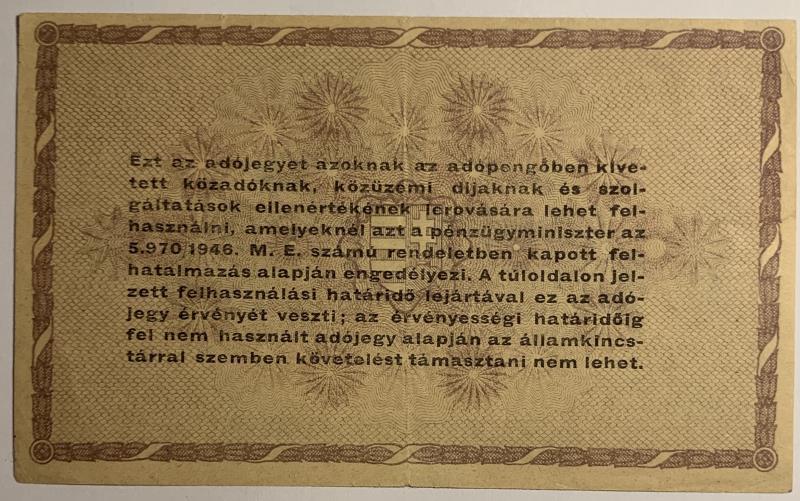 Ezt az adójegyet azoknak az adópengőben kive-
tett közadóknak, közüzemi díjaknak és szol-
gáltatások ellenértékének lerovására lehet fel-
használni, amelyeknél azt a pénzügyminiszter az
5.970/1946. M. E. számú rendeletben kapott fel-
hatalmazás alapján engedélyezi. A túloldalon jel-
zett felhasználási határidő lejártával ez az adó-
jegy érvényét veszti; az érvényességi határidőig
fel nem használt adójegy alapján az államkincs-
tárral szemben követelést támasztani nem lehet.